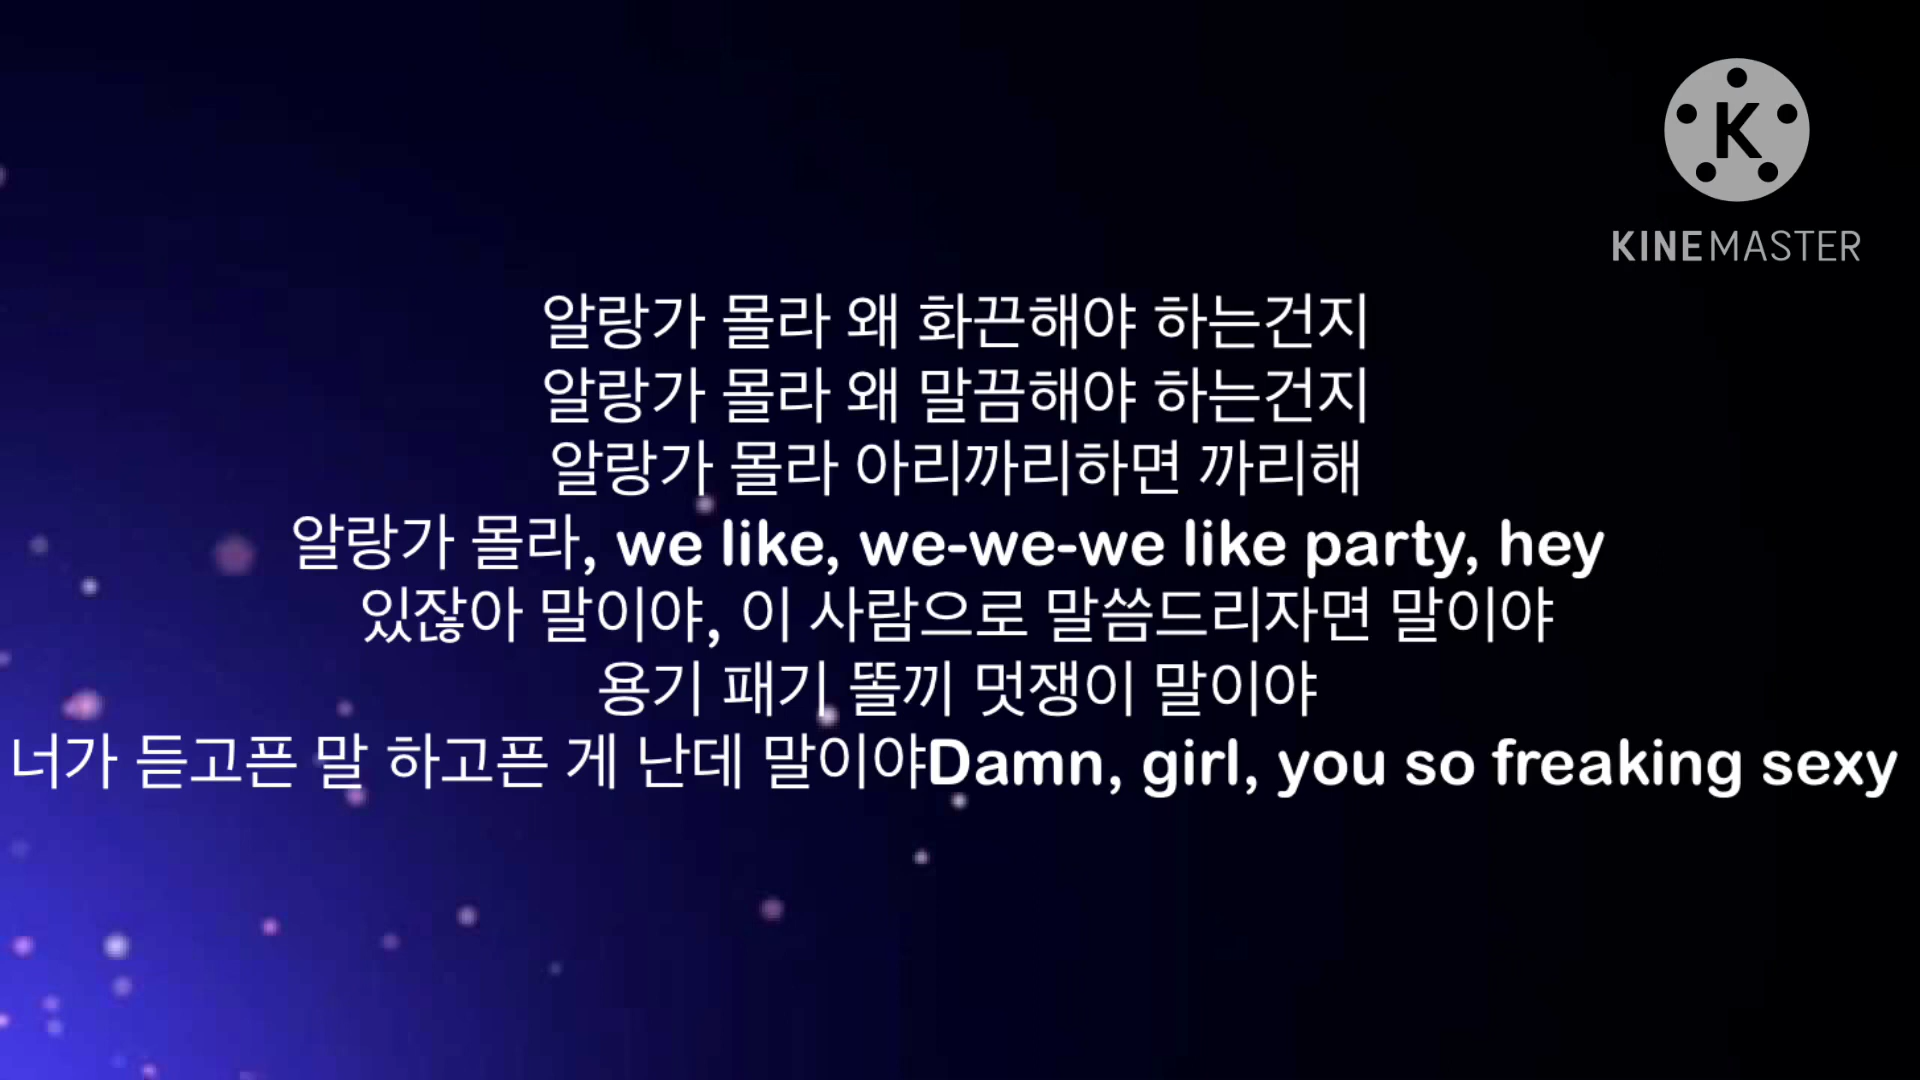 K
KINEMASTER
알랑가 몰라 왜 화끈해야 하는건지
알랑가 몰라 왜 말끔해야 하는건지
알랑가 몰라 아리까리하면 까리해
알랑가 몰라, we like, we-we-we like party, hey
있잖아 말이야, 이 사람으로 말씀드리자면 말이야
용기 패기 똘끼 멋쟁이 말이야
너가 듣고픈 말 하고픈 게 난데 말이야Damn, girl, you so freaking sexy